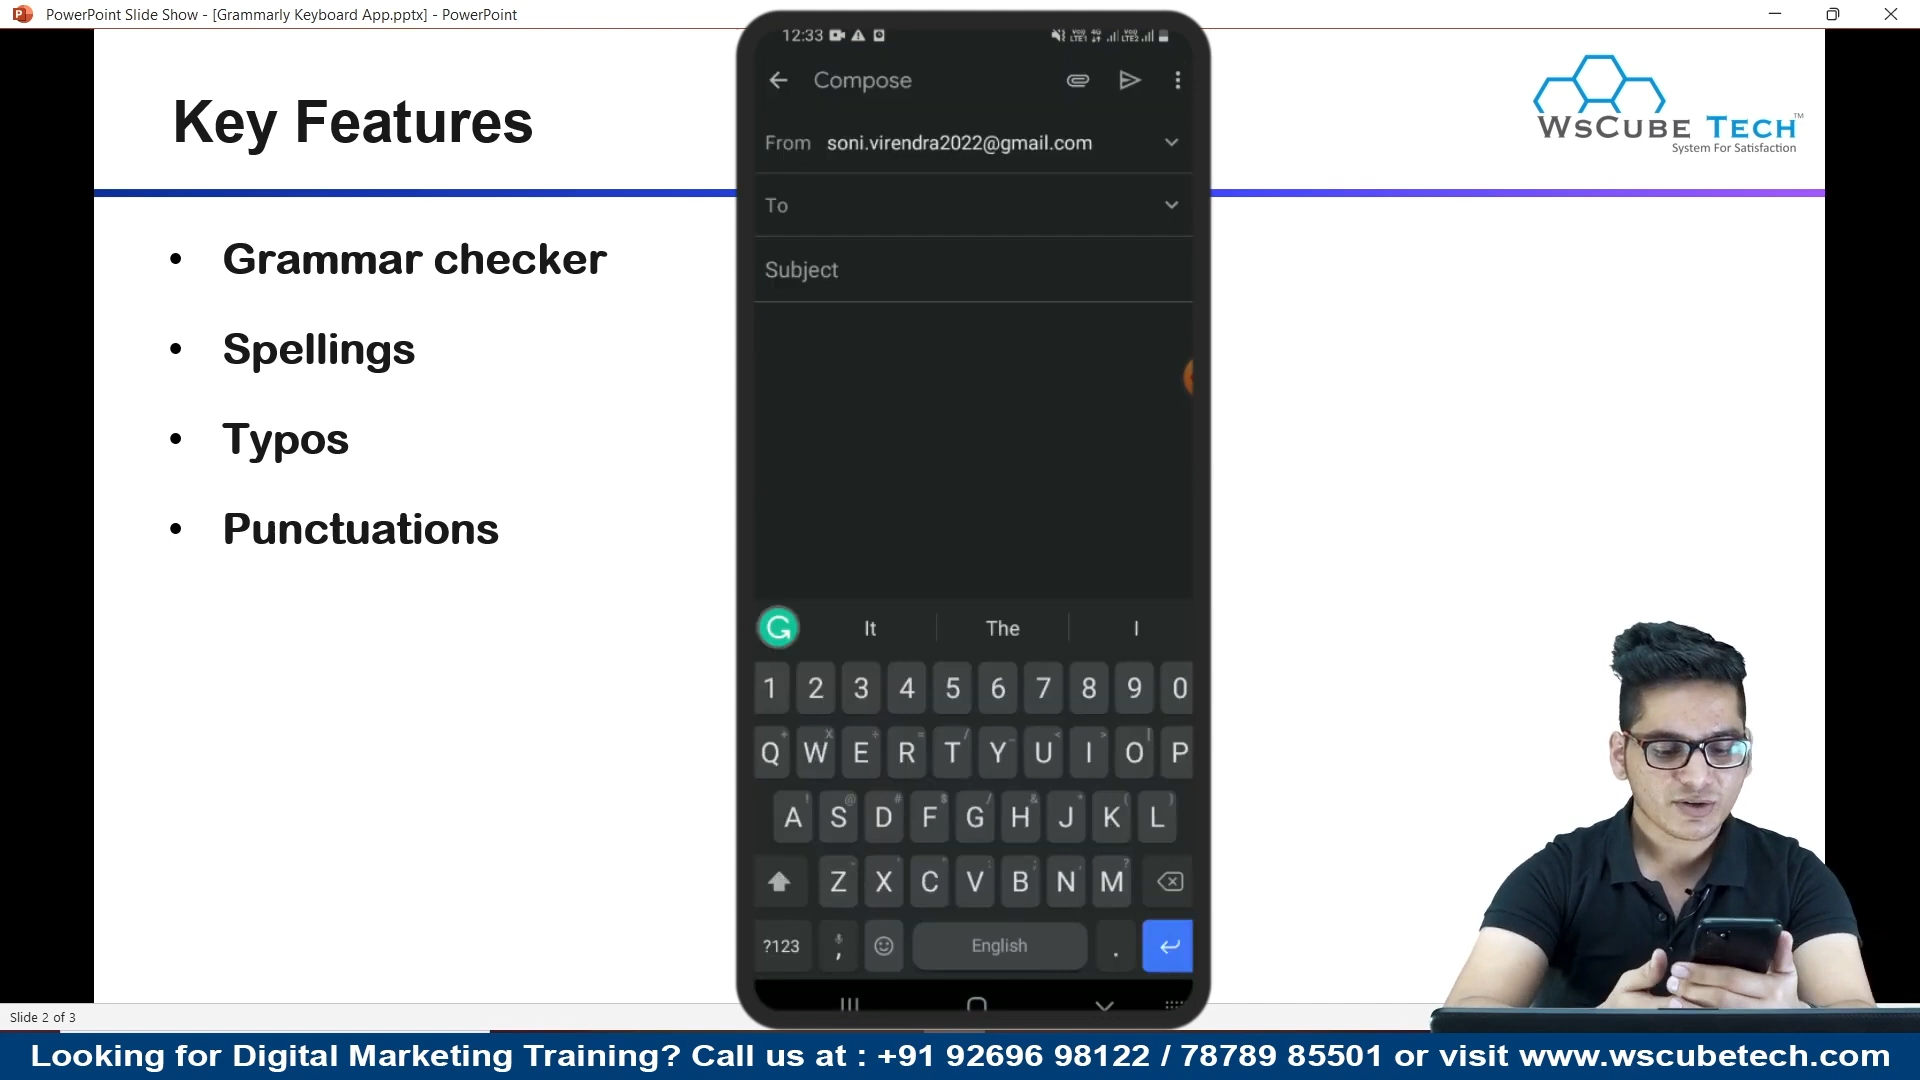 PowerPoint Slide Show - [Grammarly Keyboard App.pptx] - PowerPoint
Key Features
WsCube Tech™
System For Satisfaction
• Grammar checker
• Spellings
• Typos
• Punctuations
12:33
Compose
From soni.virendra2022@gmail.com
To
Subject
It The I
1 2 3 4 5 6 7 8 9 0
Q W E R T Y U I O P
A S D F G H J K L
Z X C V B N M
?123 , English .
Slide 2 of 3
Looking for Digital Marketing Training? Call us at : +91 92696 98122 / 78789 85501 or visit www.wscubetech.com